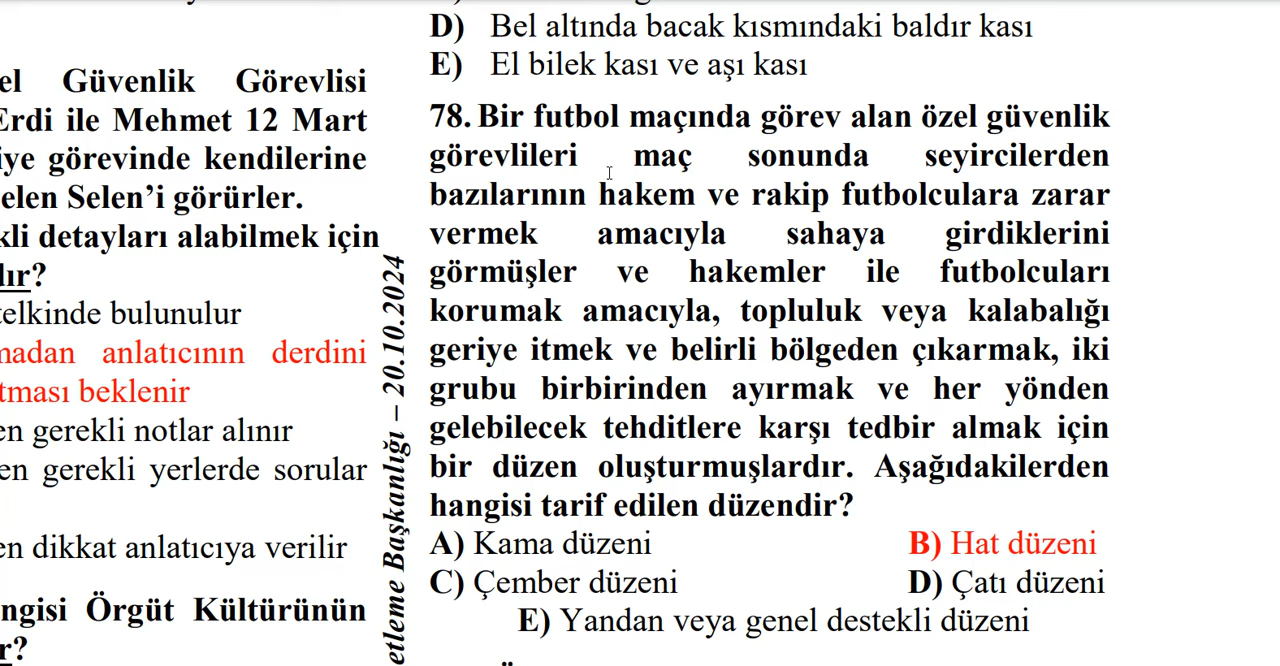 el Güvenlik Görevlisi
Erdi ile Mehmet 12 Mart
iye görevinde kendilerine
elen Selen’i görürler.
kli detayları alabilmek için
dır?
telkinde bulunulur
madan anlatıcının derdini
tması beklenir
en gerekli notlar alınır
en gerekli yerlerde sorular
en dikkat anlatıcıya verilir
ngisi Örgüt Kültürünün
r?
etleme Başkanlığı – 20.10.2024
D) Bel altında bacak kısmındaki baldır kası
E) El bilek kası ve aşı kası
78. Bir futbol maçında görev alan özel güvenlik
görevlileri maç sonunda seyircilerden
bazılarının hakem ve rakip futbolculara zarar
vermek amacıyla sahaya girdiklerini
görmüşler ve hakemler ile futbolcuları
korumak amacıyla, topluluk veya kalabalığı
geriye itmek ve belirli bölgeden çıkarmak, iki
grubu birbirinden ayırmak ve her yönden
gelebilecek tehditlere karşı tedbir almak için
bir düzen oluşturmuşlardır. Aşağıdakilerden
hangisi tarif edilen düzendir?
A) Kama düzeni B) Hat düzeni
C) Çember düzeni D) Çatı düzeni
E) Yandan veya genel destekli düzeni